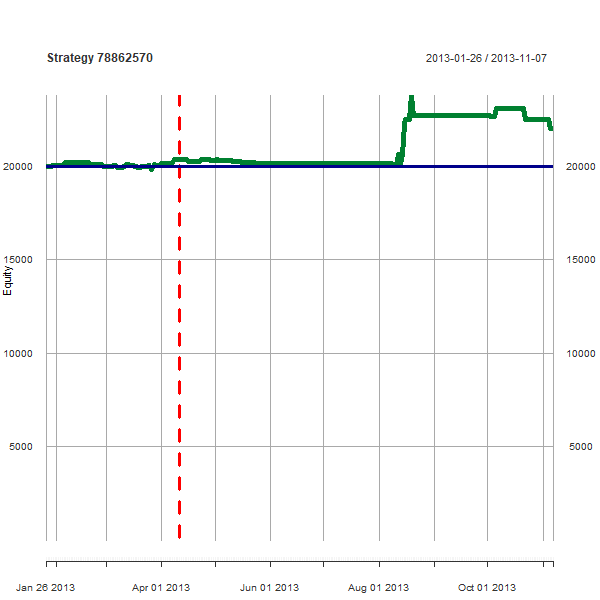 Strategy 78862570
2013-01-26 / 2013-11-07
20000
20000
15000
15000
Equity
10000
10000
5000
5000
Jan 26 2013
Apr 01 2013
Jun 01 2013
Aug 01 2013
Oct 01 2013